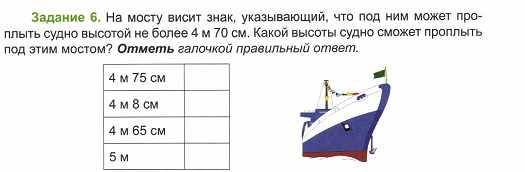 Задание 6. На мосту висит знак, указывающий, что под ним может про-
плыть судно высотой не более 4 м 70 см. Какой высоты судно сможет проплыть
под этим мостом? Отметь галочкой правильный ответ.
4 м 75 см
4 м 8 см
4 м 65 см
5 м